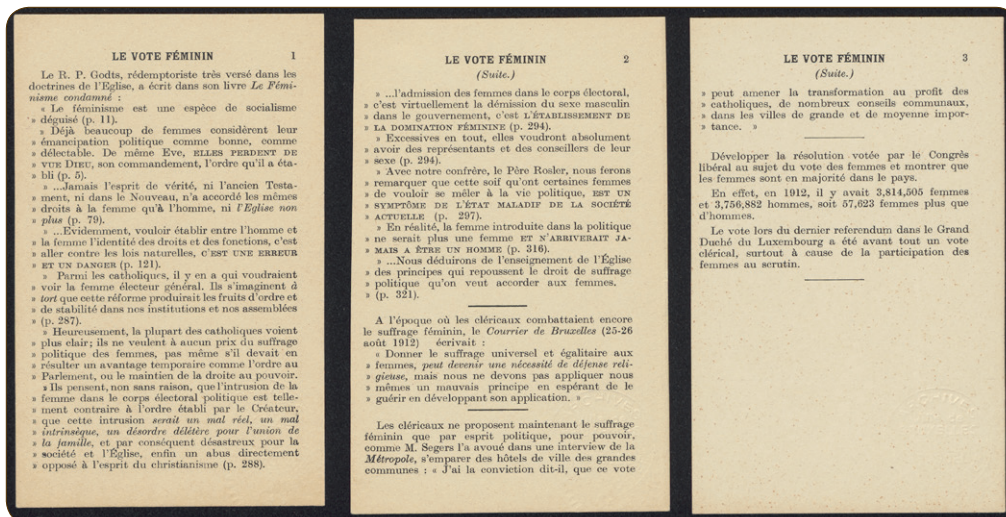 LE VOTE FÉMININ 1
Le R. P. Godts, rédemptoriste très versé dans les
doctrines de l'Eglise, a écrit dans son livre Le Fémi-
nisme condamné :
« Le féminisme est une espèce de socialisme
» déguisé (p. 11).
» Déjà beaucoup de femmes considèrent leur
» émancipation politique comme bonne, comme
» délectable. De même Eve, ELLES PERDENT DE
» VUE DIEU, son commandement, l'ordre qu'il a éta-
» bli (p. 5).
» ...Jamais l'esprit de vérité, ni l'ancien Testa-
» ment, ni dans le Nouveau, n'a accordé les mêmes
» droits à la femme qu'à l'homme, ni l'Eglise non
» plus (p. 79).
» ...Evidemment, vouloir établir entre l'homme et
» la femme l'identité des droits et des fonctions, c'est
» aller contre les lois naturelles, C'EST UNE ERREUR
» ET UN DANGER (p. 121).
» Parmi les catholiques, il y en a qui voudraient
» voir la femme électeur général. Ils s'imaginent à
» tort que cette réforme produirait les fruits d'ordre et
» de stabilité dans nos institutions et nos assemblées
» (p. 287).
» Heureusement, la plupart des catholiques voient
» plus clair; ils ne veulent à aucun prix du suffrage
» politique des femmes, pas même s'il devait en
» résulter un avantage temporaire comme l'ordre au
» Parlement, ou le maintien de la droite au pouvoir.
» Ils pensent, non sans raison, que l'intrusion de la
» femme dans le corps électoral politique est telle-
» ment contraire à l'ordre établi par le Créateur,
» que cette intrusion serait un mal réel, un mal
» intrinsèque, un désordre délétère pour l'union de
» la famille, et par conséquent désastreux pour la
» société et l'Eglise, enfin un abus directement
» opposé à l'esprit du christianisme (p. 288).
LE VOTE FÉMININ 2
(Suite.)
» ...l'admission des femmes dans le corps électoral,
» c'est virtuellement la démission du sexe masculin
» dans le gouvernement, c'est L'ÉTABLISSEMENT DE
» LA DOMINATION FÉMININE (p. 294).
» Excessives en tout, elles voudront absolument
» avoir des représentants et des conseillers de leur
» sexe (p. 294).
» Avec notre confrère, le Père Rosler, nous ferons
» remarquer que cette soif qu'ont certaines femmes
» de vouloir se mêler à la vie politique, EST UN
» SYMPTÔME DE L'ÉTAT MALADIF DE LA SOCIÉTÉ
» ACTUELLE (p. 297).
» En réalité, la femme introduite dans la politique
» ne serait plus une femme ET N'ARRIVERAIT JA-
» MAIS A ÊTRE UN HOMME (p. 316).
» ...Nous déduirons de l'enseignement de l'Église
» des principes qui repoussent le droit de suffrage
» politique qu'on veut accorder aux femmes.
» (p. 321).
A l'époque où les cléricaux combattaient encore
le suffrage féminin, le Courrier de Bruxelles (25-26
août 1912) écrivait :
« Donner le suffrage universel et égalitaire aux
» femmes, peut devenir une nécessité de défense reli-
» gieuse, mais nous ne devons pas appliquer nous
» mêmes un mauvais principe en espérant de le
» guérir en développant son application. »
Les cléricaux ne proposent maintenant le suffrage
féminin que par esprit politique, pour pouvoir,
comme M. Segers l'a avoué dans une interview de la
Métropole, s'emparer des hôtels de ville des grandes
communes : « J'ai la conviction dit-il, que ce vote
LE VOTE FÉMININ 3
(Suite.)
» peut amener la transformation au profit des
» catholiques, de nombreux conseils communaux,
» dans les villes de grande et de moyenne impor-
» tance. »
Développer la résolution votée par le Congrès
libéral au sujet du vote des femmes et montrer que
les femmes sont en majorité dans le pays.
En effet, en 1912, il y avait 3,814,505 femmes
et 3,756,882 hommes, soit 57,623 femmes plus que
d'hommes.
Le vote lors du dernier referendum dans le Grand
Duché du Luxembourg a été avant tout un vote
clérical, surtout à cause de la participation des
femmes au scrutin.